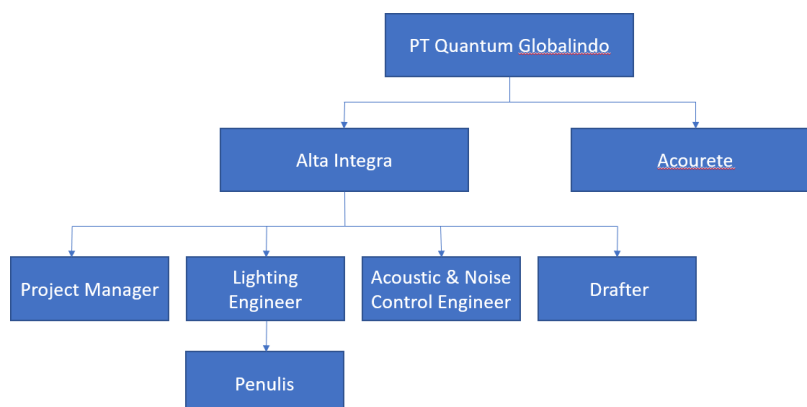 PT Quantum Globalindo
Alta Integra
Acourete
Project Manager
Lighting
Engineer
Acoustic & Noise
Control Engineer
Drafter
Penulis